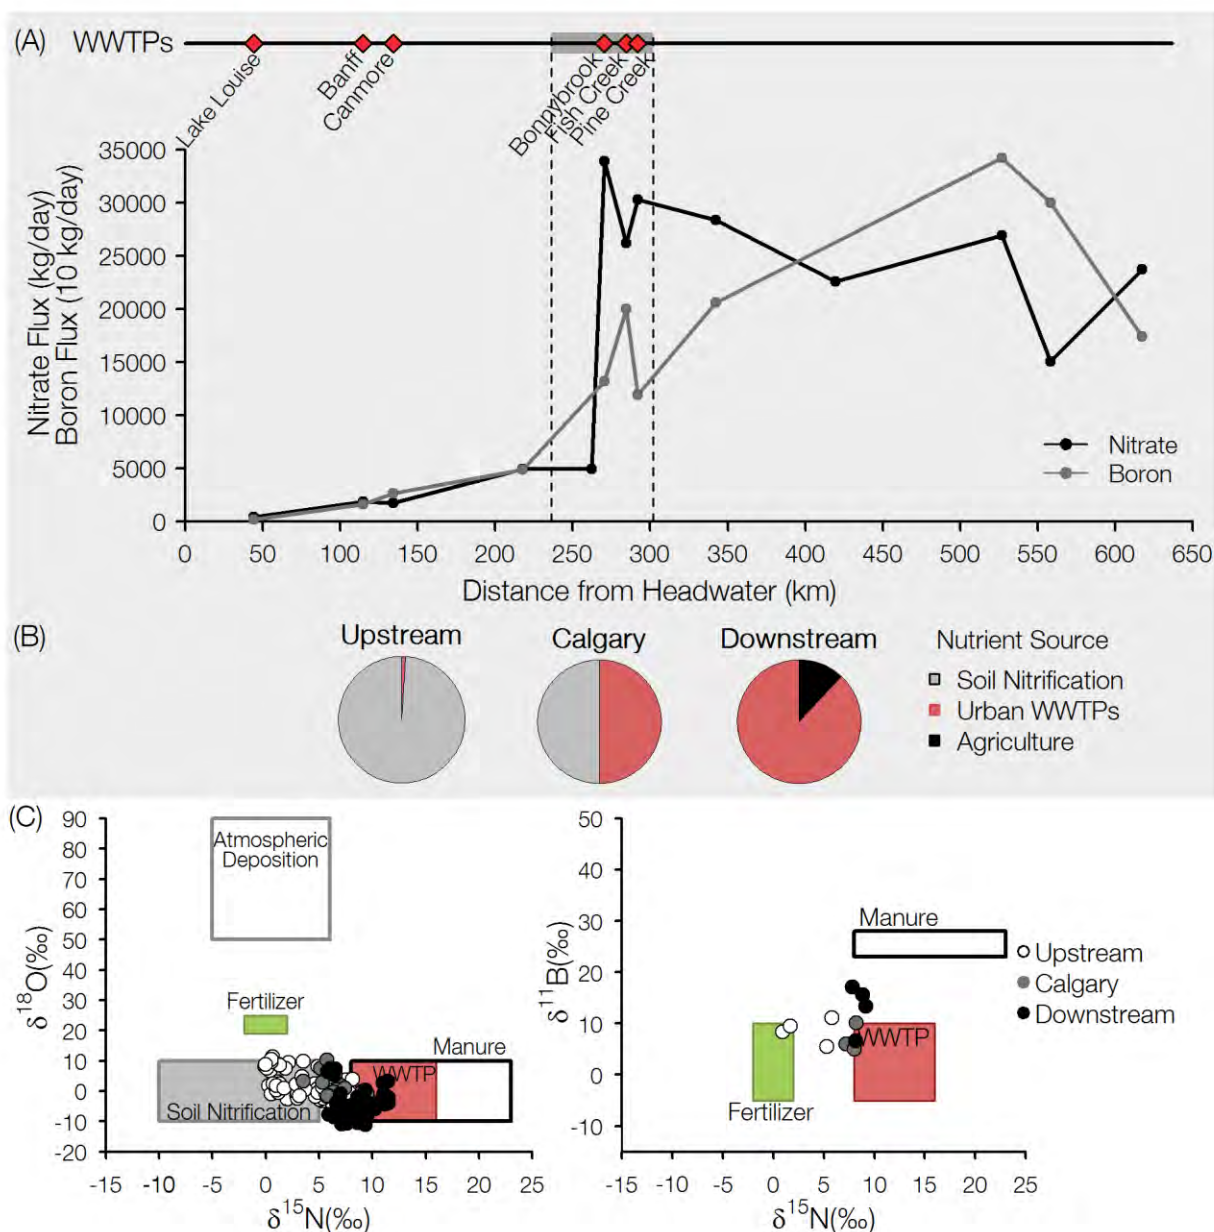 (A) WWTPs
Lake Louise
Banff
Canmore
Bonnybrook
Fish Creek
Pine Creek
Nitrate Flux (kg/day)
Boron Flux (10 kg/day)
35000
30000
25000
20000
15000
10000
5000
0
Nitrate
Boron
0 50 100 150 200 250 300 350 400 450 500 550 600 650
Distance from Headwater (km)
(B)
Upstream Calgary Downstream
Nutrient Source
Soil Nitrification
Urban WWTPs
Agriculture
(C)
δ18O(‰)
90
80
70
60
50
40
30
20
10
0
-10
-20
Atmospheric
Deposition
Fertilizer
Manure
WWTP
Soil Nitrification
-15 -10 -5 0 5 10 15 20 25
δ15N(‰)
δ11B(‰)
50
40
30
20
10
0
-10
Manure
WWTP
Fertilizer
Upstream
Calgary
Downstream
-15 -10 -5 0 5 10 15 20 25
δ15N(‰)